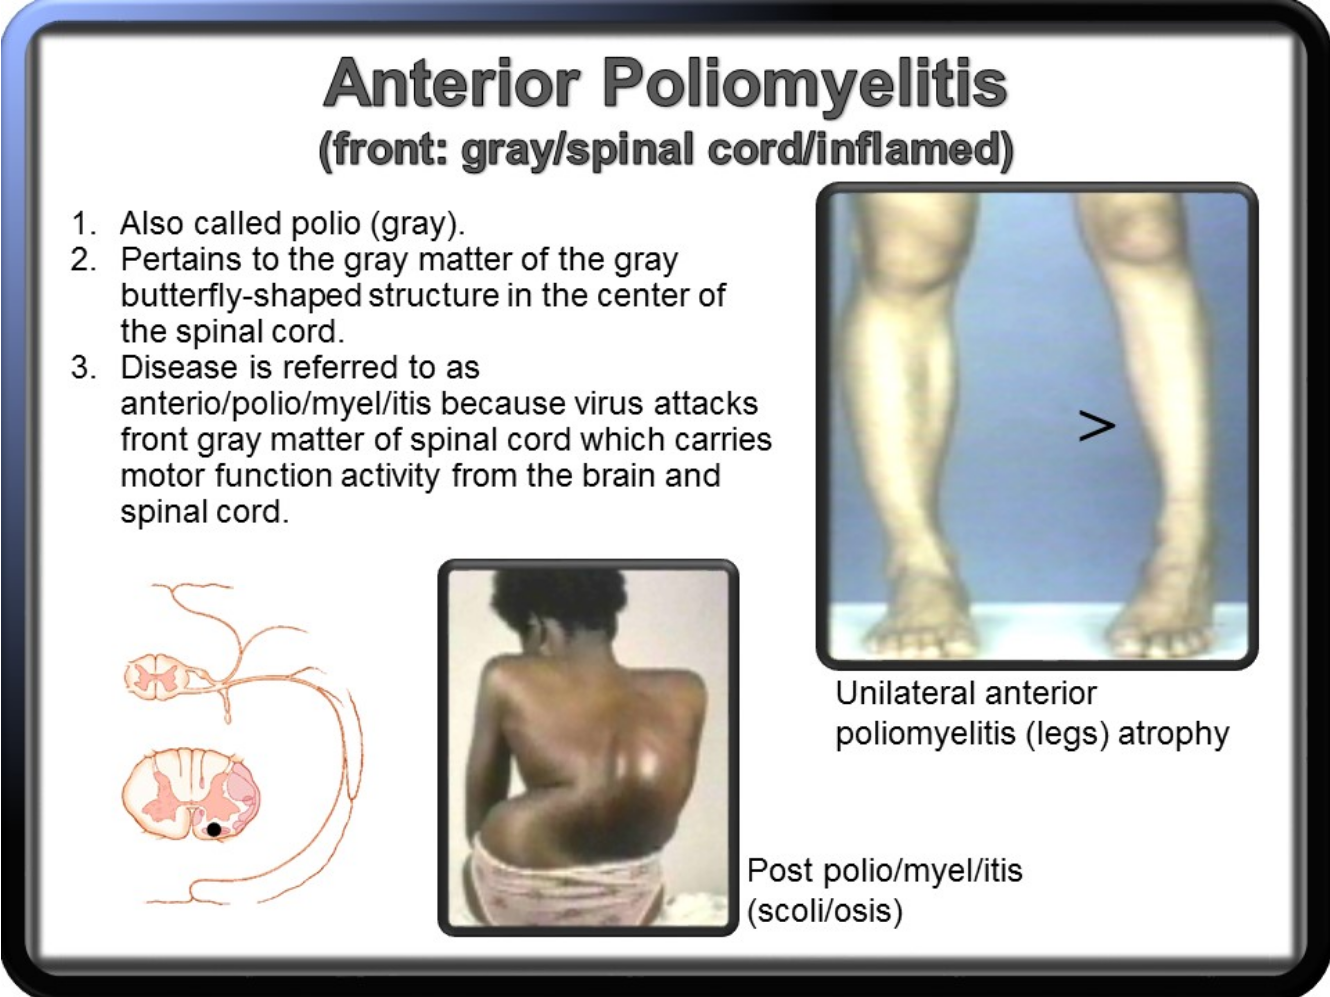 Anterior Poliomyelitis
(front: gray/spinal cord/inflamed)
1. Also called polio (gray).
2. Pertains to the gray matter of the gray
butterfly-shaped structure in the center of
the spinal cord.
3. Disease is referred to as
anterio/polio/myel/itis because virus attacks
front gray matter of spinal cord which carries
motor function activity from the brain and
spinal cord.
>
Unilateral anterior
poliomyelitis (legs) atrophy
Post polio/myel/itis
(scoli/osis)